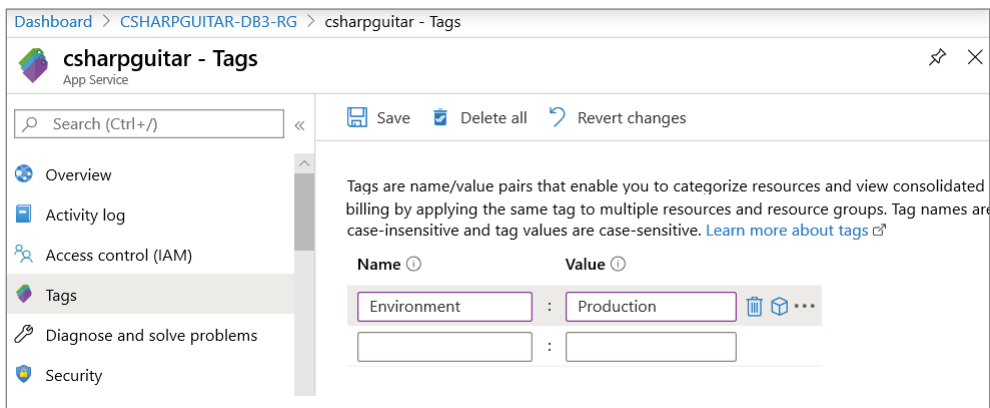 Dashboard > CSHARPGUITAR-DB3-RG > csharpguitar - Tags
csharpguitar - Tags
App Service
Search (Ctrl+/)
«
Overview
Activity log
Access control (IAM)
Tags
Diagnose and solve problems
Security
Save Delete all Revert changes
Tags are name/value pairs that enable you to categorize resources and view consolidated
billing by applying the same tag to multiple resources and resource groups. Tag names are
case-insensitive and tag values are case-sensitive. Learn more about tags
Name Value
Environment : Production
: